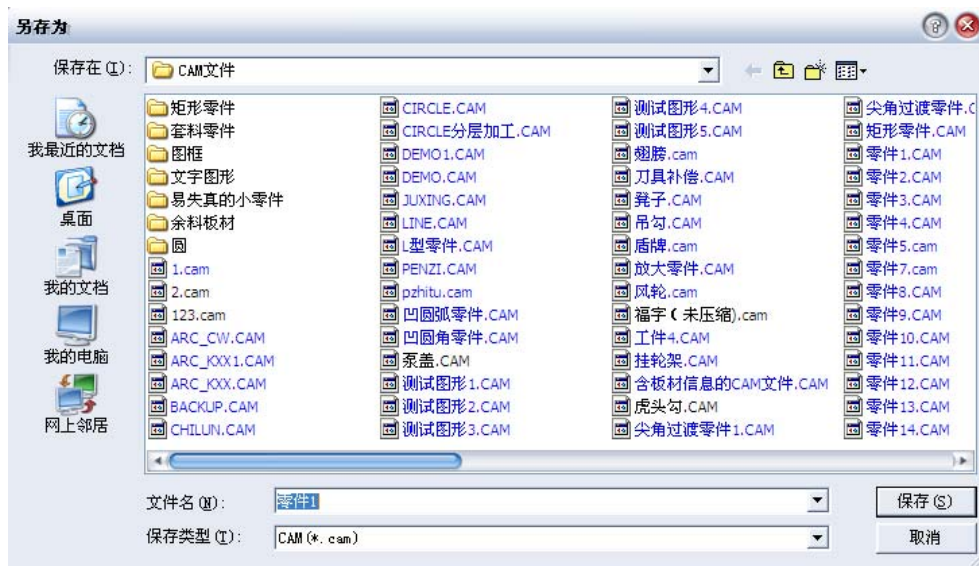 另存为
保存在(I):
CAM文件
我最近的文档
桌面
我的文档
我的电脑
网上邻居
矩形零件
套料零件
图框
文字图形
易失真的小零件
余料板材
圆
1.cam
2.cam
123.cam
ARC_CW.CAM
ARC_KXX1.CAM
ARC_KXX.CAM
BACKUP.CAM
CHILUN.CAM
CIRCLE.CAM
CIRCLE分层加工.CAM
DEMO1.CAM
DEMO.CAM
JUXING.CAM
LINE.CAM
L型零件.CAM
PENZI.CAM
pzhitu.cam
凹圆弧零件.CAM
凹圆角零件.CAM
泵盖.CAM
测试图形1.CAM
测试图形2.CAM
测试图形3.CAM
测试图形4.CAM
测试图形5.CAM
翅膀.cam
刀具补偿.CAM
凳子.CAM
吊勾.CAM
盾牌.cam
放大零件.CAM
风轮.cam
福字(未压缩).cam
工件4.CAM
挂轮架.CAM
含板材信息的CAM文件.CAM
虎头勾.CAM
尖角过渡零件1.CAM
尖角过渡零件.C
矩形零件.CAM
零件1.CAM
零件2.CAM
零件3.CAM
零件4.CAM
零件5.cam
零件7.cam
零件8.CAM
零件9.CAM
零件10.CAM
零件11.CAM
零件12.CAM
零件13.CAM
零件14.CAM
文件名(N):
零件1
保存(S)
保存类型(T):
CAM(*.cam)
取消